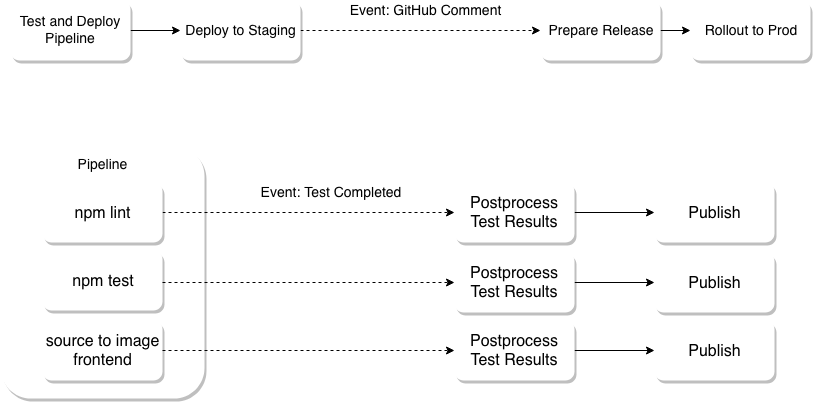 Event: GitHub Comment
Test and Deploy
Pipeline
Deploy to Staging
Prepare Release
Rollout to Prod
Pipeline
Event: Test Completed
npm lint
Postprocess
Test Results
Publish
npm test
Postprocess
Test Results
Publish
source to image
frontend
Postprocess
Test Results
Publish